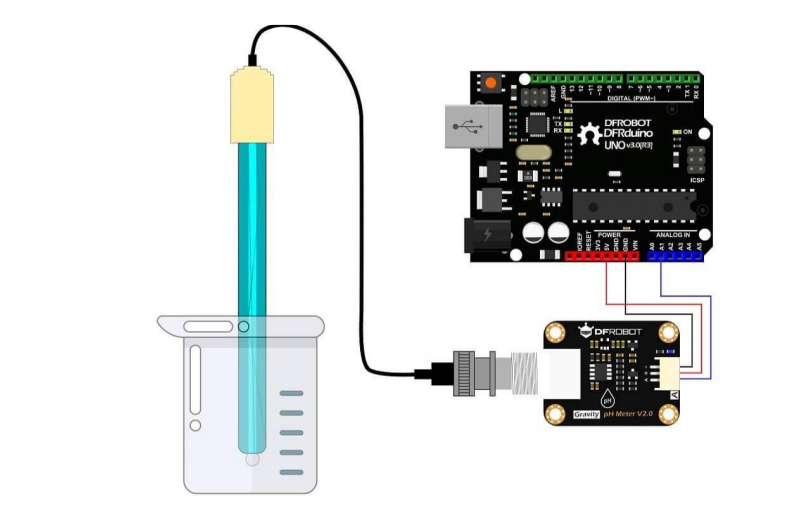 AREF
GND
13
12
~11
~10
~9
8
7
~6
~5
4
~3
2
TX 1
RX 0
DIGITAL (PWM~)
L
TX
RX
DFROBOT
DFRduino
UNO v3.0[R3]
ON
ICSP
POWER
ANALOG IN
IOREF
RESET
3V3
5V
GND
GND
VIN
A0
A1
A2
A3
A4
A5
DFROBOT
A
pH
Gravity pH Meter V2.0